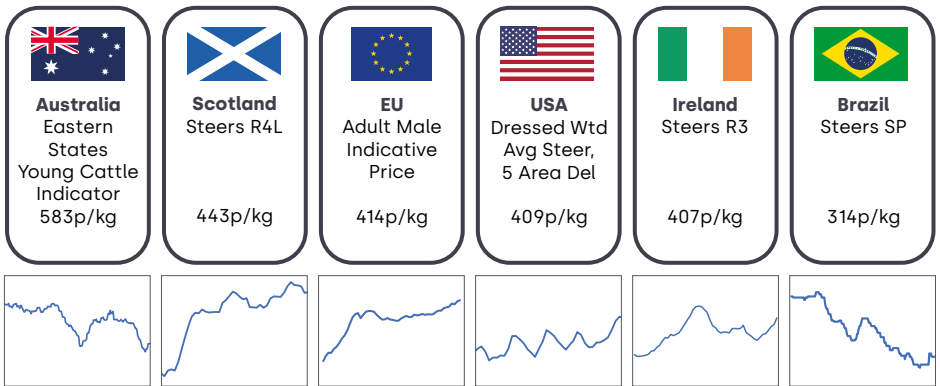 Australia
Eastern
States
Young Cattle
Indicator
583p/kg
Scotland
Steers R4L
443p/kg
EU
Adult Male
Indicative
Price
414p/kg
USA
Dressed Wtd
Avg Steer,
5 Area Del
409p/kg
Ireland
Steers R3
407p/kg
Brazil
Steers SP
314p/kg